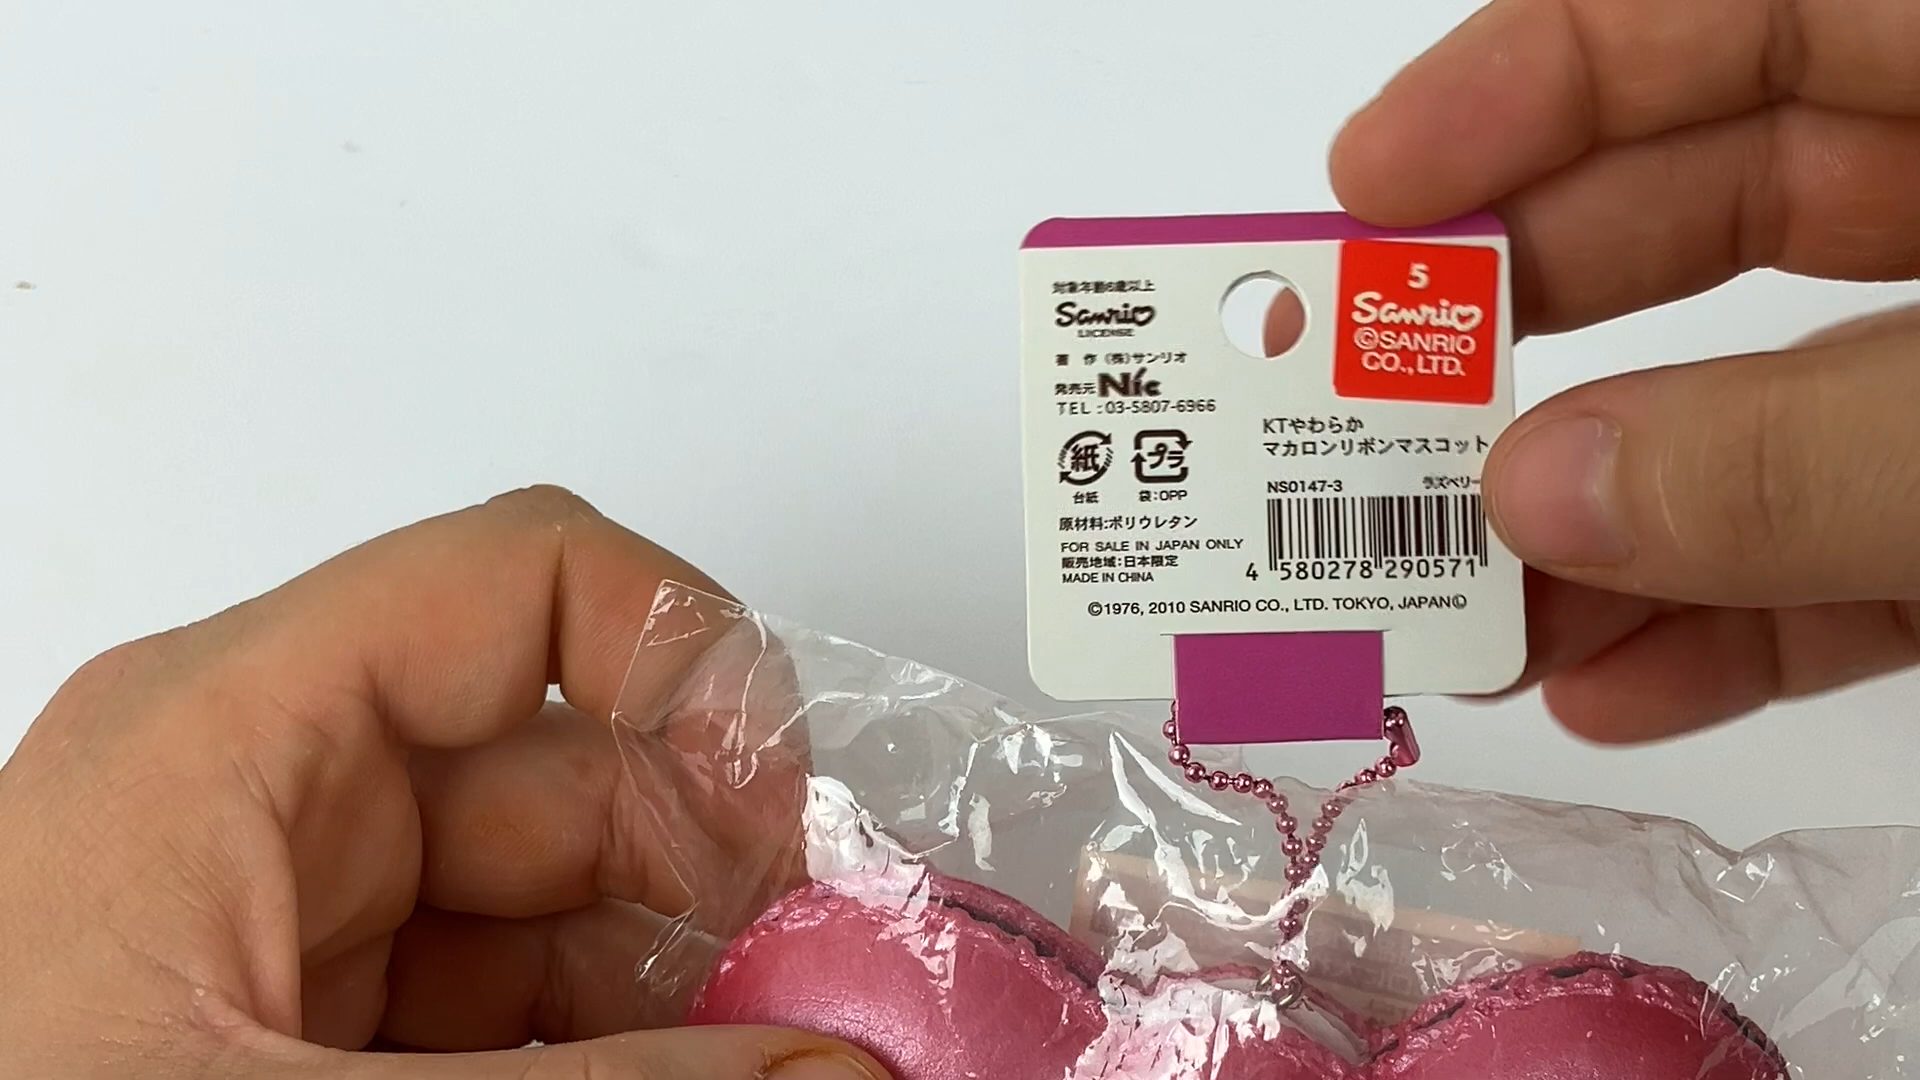 対象年齢6歳以上
Sanrio
LICENSE
著 作 (株)サンリオ
発売元 Nic
TEL:03-5807-6966
紙
プラ
台紙
袋:OPP
原材料:ポリウレタン
FOR SALE IN JAPAN ONLY
販売地域:日本限定
MADE IN CHINA
5
Sanrio
©SANRIO
CO., LTD.
KTやわらか
マカロンリボンマスコット
NS0147-3
ラズベリー
4 580278 290571
©1976, 2010 SANRIO CO., LTD. TOKYO, JAPAN Ⓛ